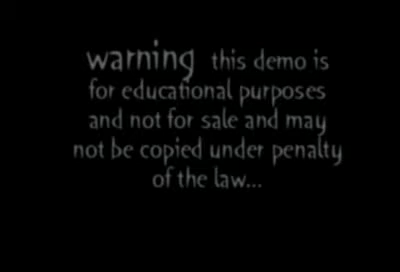 warning this demo is
for educational purposes
and not for sale and may
not be copied under penalty
of the law...